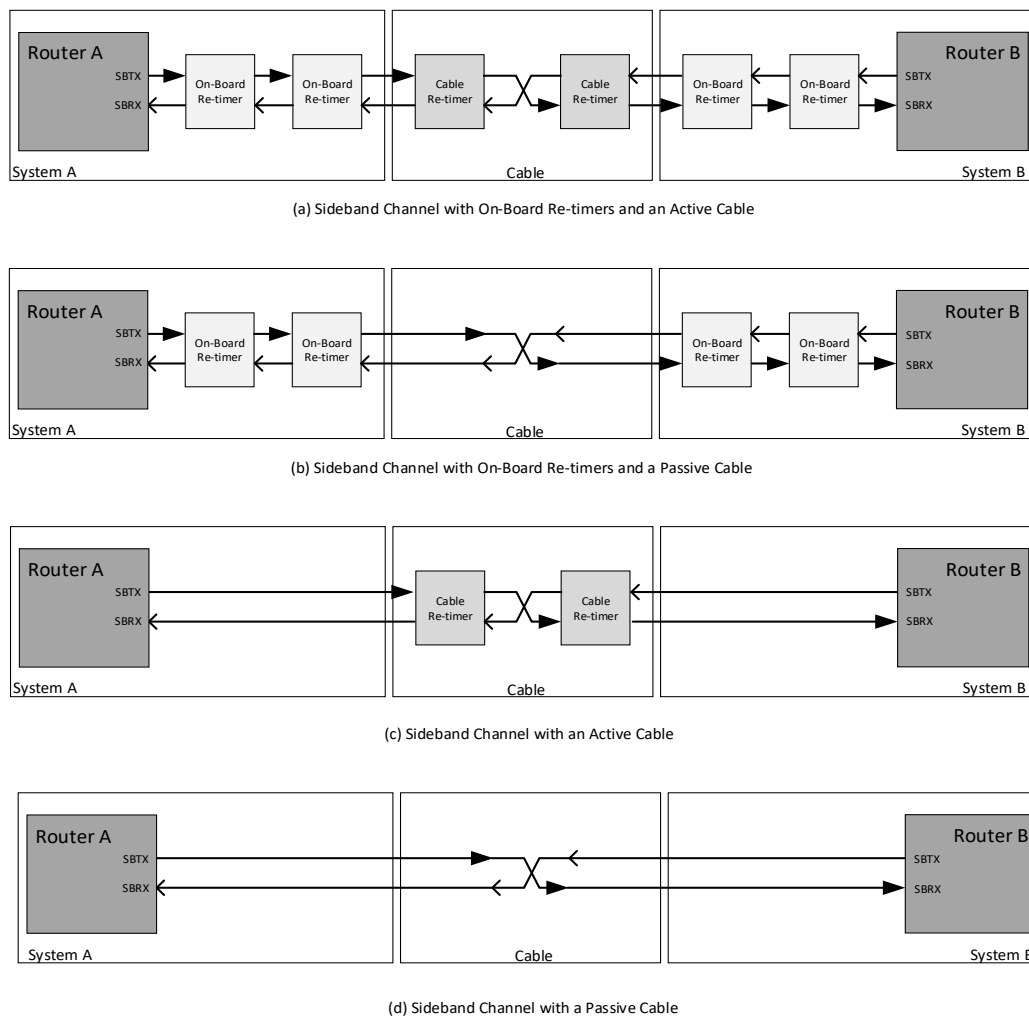 Router A
Router B
SBTX
SBRX
On-Board
Re-timer
On-Board
Re-timer
Cable
Re-timer
Cable
Re-timer
On-Board
Re-timer
On-Board
Re-timer
SBTX
SBRX
System A
Cable
System B
(a) Sideband Channel with On-Board Re-timers and an Active Cable
Router A
Router B
SBTX
SBRX
On-Board
Re-timer
On-Board
Re-timer
On-Board
Re-timer
On-Board
Re-timer
SBTX
SBRX
System A
Cable
System B
(b) Sideband Channel with On-Board Re-timers and a Passive Cable
Router A
Router B
SBTX
SBRX
Cable
Re-timer
Cable
Re-timer
SBTX
SBRX
System A
Cable
System B
(c) Sideband Channel with an Active Cable
Router A
Router B
SBTX
SBRX
SBTX
SBRX
System A
Cable
System B
(d) Sideband Channel with a Passive Cable